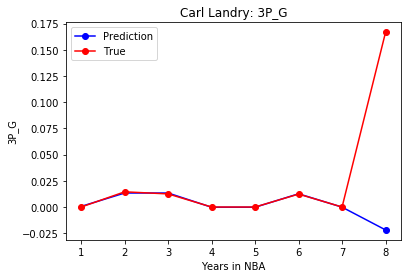 Carl Landry: 3P_G
Prediction
True
0.175
0.150
0.125
0.100
0.075
0.050
0.025
0.000
−0.025
3P_G
1 2 3 4 5 6 7 8
Years in NBA